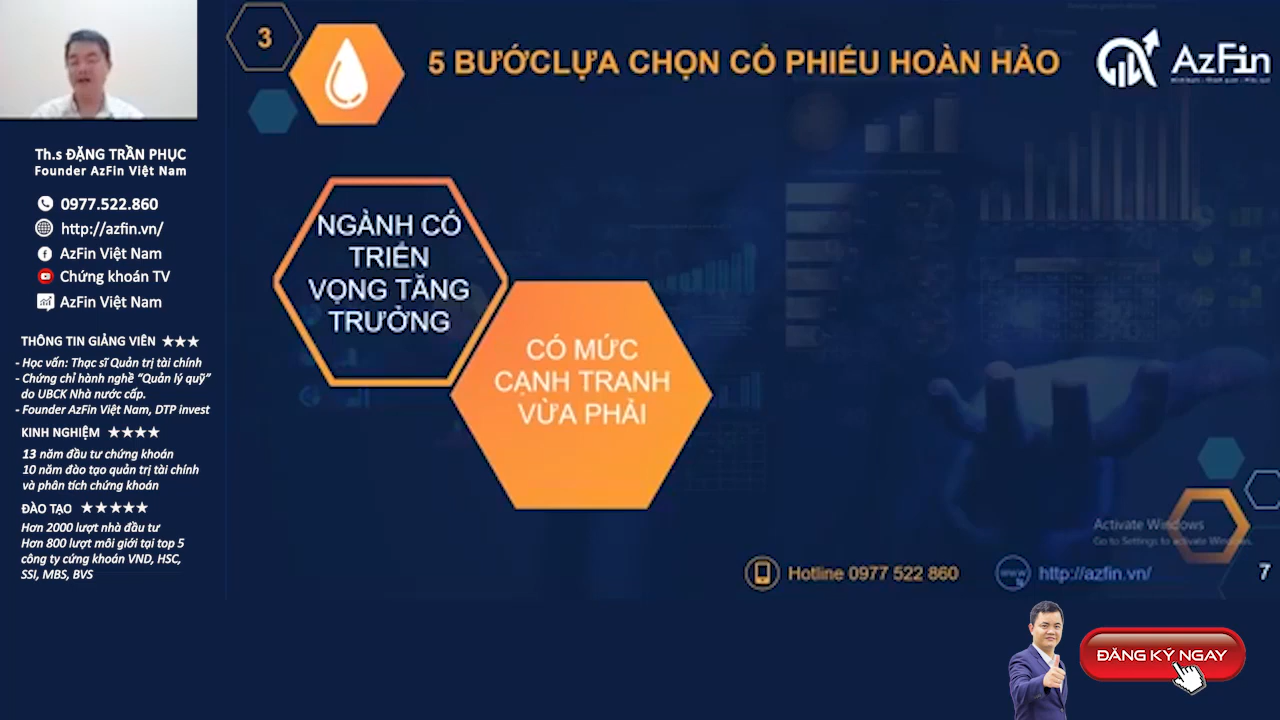 3
5 BƯỚCLỰA CHỌN CỔ PHIẾU HOÀN HẢO
AzFin
Th.s ĐẶNG TRẦN PHỤC
Founder AzFin Việt Nam
0977.522.860
http://azfin.vn/
AzFin Việt Nam
Chứng khoán TV
AzFin Việt Nam
THÔNG TIN GIẢNG VIÊN ★★★
- Học vấn: Thạc sĩ Quản trị tài chính
- Chứng chỉ hành nghề “Quản lý quỹ”
do UBCK Nhà nước cấp.
- Founder AzFin Việt Nam, DTP invest
KINH NGHIỆM ★★★★
13 năm đầu tư chứng khoán
10 năm đào tạo quản trị tài chính
và phân tích chứng khoán
ĐÀO TẠO ★★★★★
Hơn 2000 lượt nhà đầu tư
Hơn 800 lượt môi giới tại top 5
công ty cứng khoán VND, HSC,
SSI, MBS, BVS
NGÀNH CÓ
TRIỂN
VỌNG TĂNG
TRƯỞNG
CÓ MỨC
CẠNH TRANH
VỪA PHẢI
Activate Windows
Go to Settings to activate Windows.
Hotline 0977 522 860
http://azfin.vn/
7
ĐĂNG KÝ NGAY